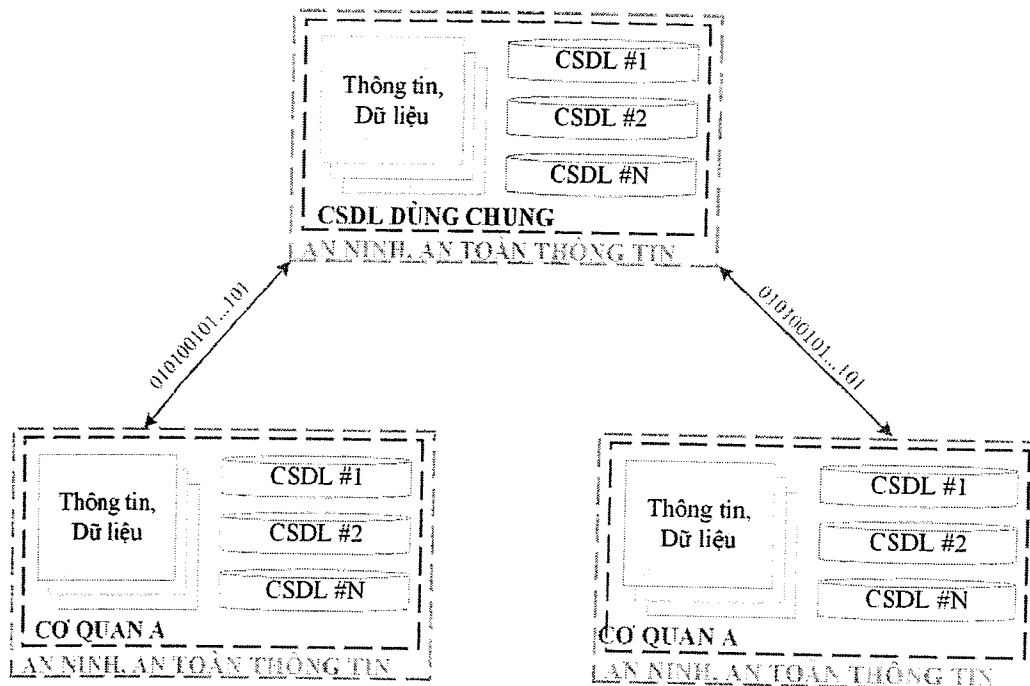 Thông tin,
Dữ liệu
CSDL #1
CSDL #2
CSDL #N
CSDL DÙNG CHUNG
AN NINH, AN TOÀN THÔNG TIN
010100101...101
010100101...101
Thông tin,
Dữ liệu
CSDL #1
CSDL #2
CSDL #N
CƠ QUAN A
AN NINH, AN TOÀN THÔNG TIN
Thông tin,
Dữ liệu
CSDL #1
CSDL #2
CSDL #N
CƠ QUAN A
AN NINH, AN TOÀN THÔNG TIN